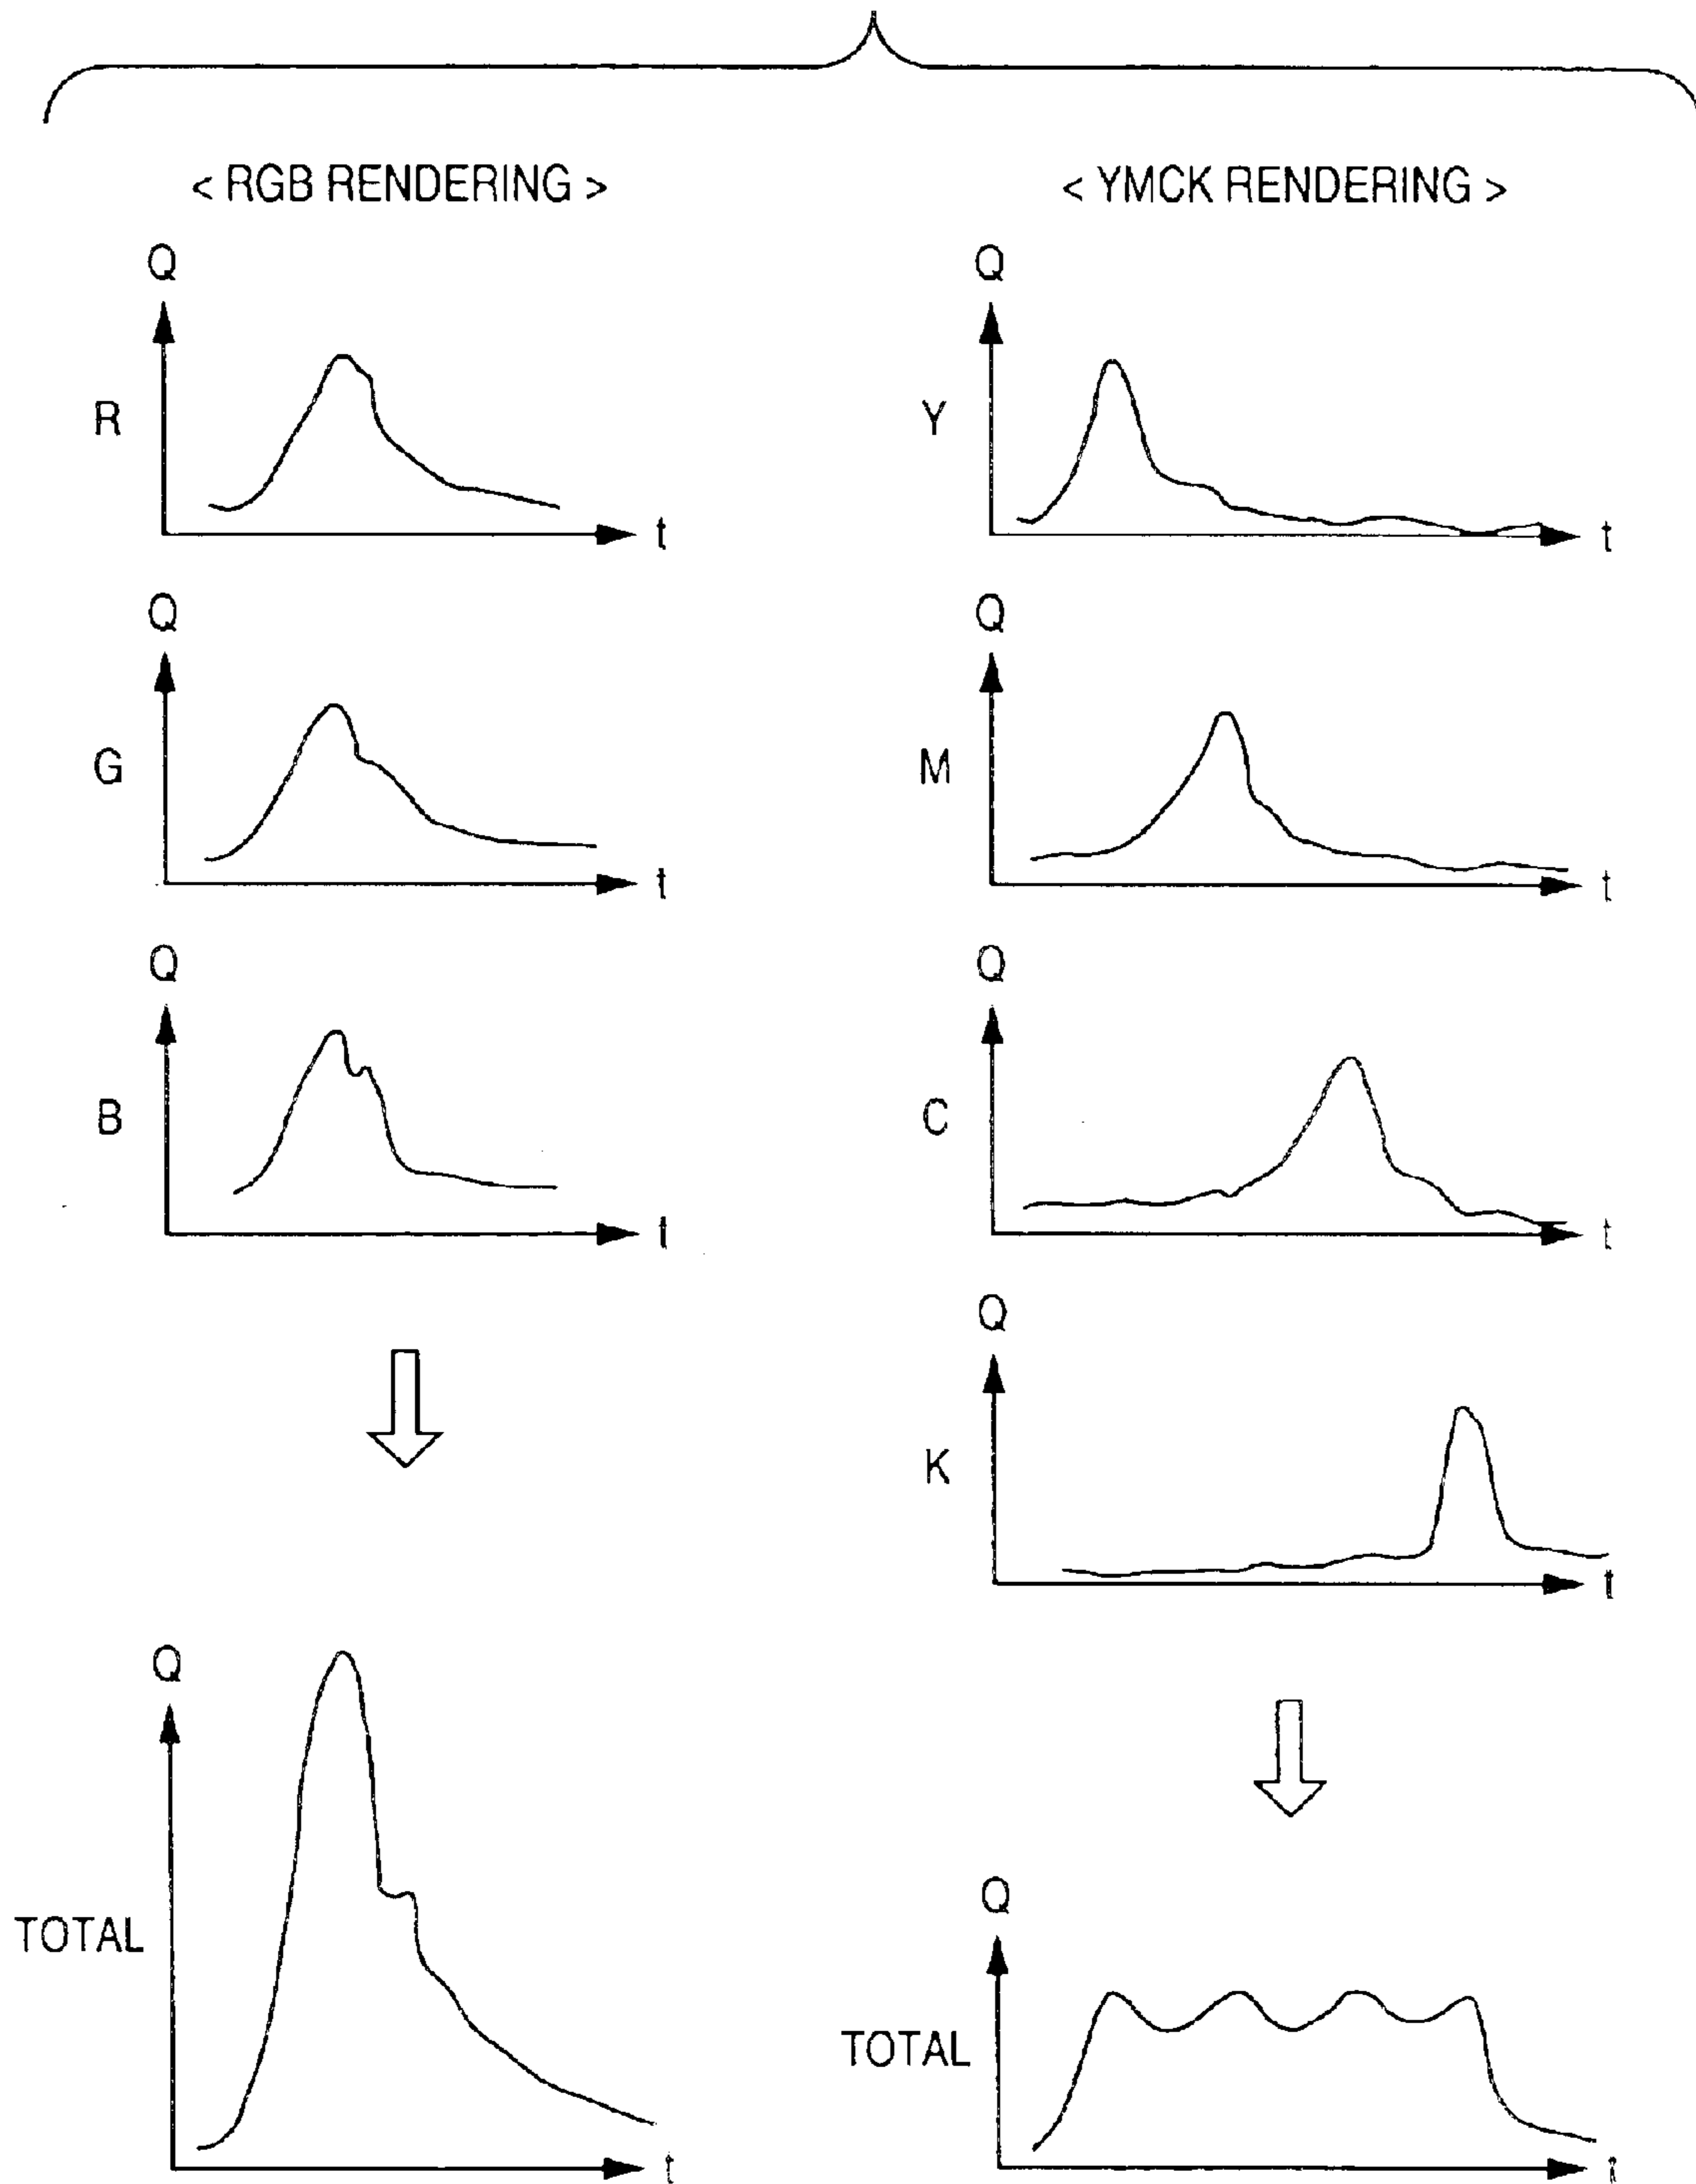 < RGB RENDERING >
Q
R
t
Q
G
t
Q
B
t
Q
TOTAL
t
< YMCK RENDERING >
Q
Y
t
Q
M
t
Q
C
t
Q
K
t
Q
TOTAL
t